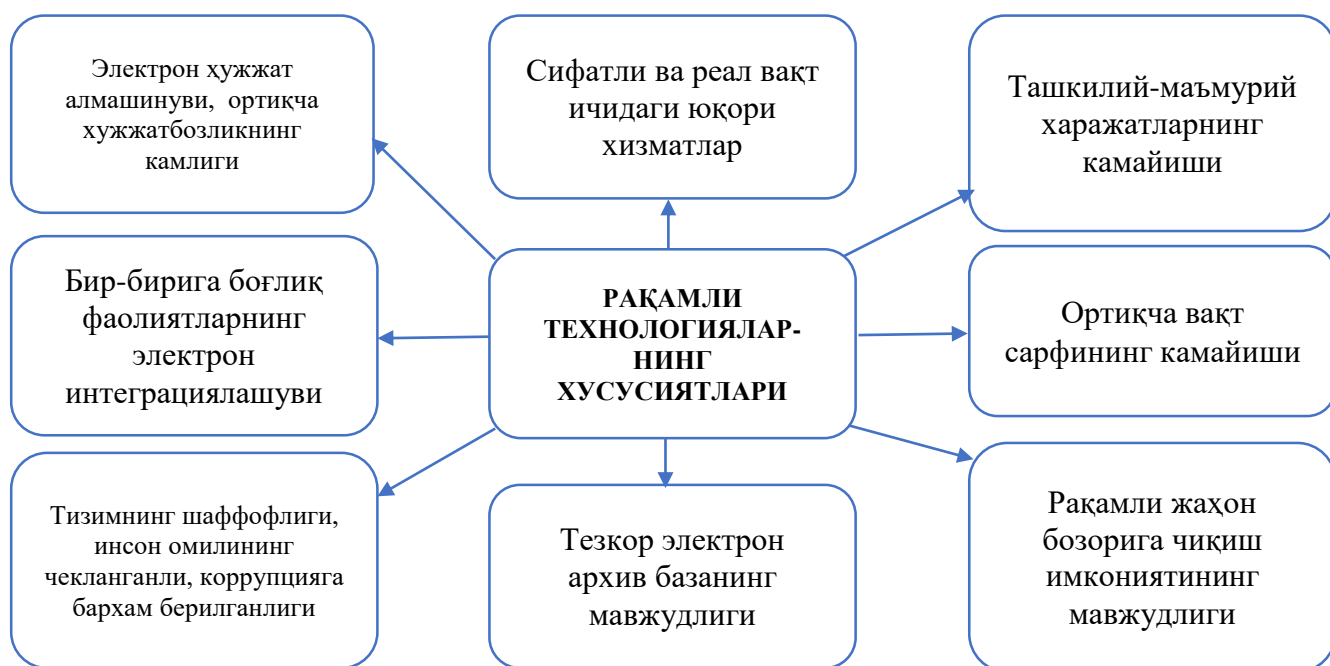 Электрон ҳужжат
алмашинуви, ортиқча
хужжатбозликнинг
камлиги
Сифатли ва реал вақт
ичидаги юқори
хизматлар
Ташкилий-маъмурий
харажатларнинг
камайиши
Бир-бирига боғлиқ
фаолиятларнинг
электрон
интеграциялашуви
РАҚАМЛИ
ТЕХНОЛОГИЯЛАР-
НИНГ
ХУСУСИЯТЛАРИ
Ортиқча вақт
сарфининг камайиши
Тизимнинг шаффофлиги,
инсон омилининг
чекланганли, коррупцияга
бархам берилганлиги
Тезкор электрон
архив базанинг
мавжудлиги
Рақамли жаҳон
бозорига чиқиш
имкониятининг
мавжудлиги